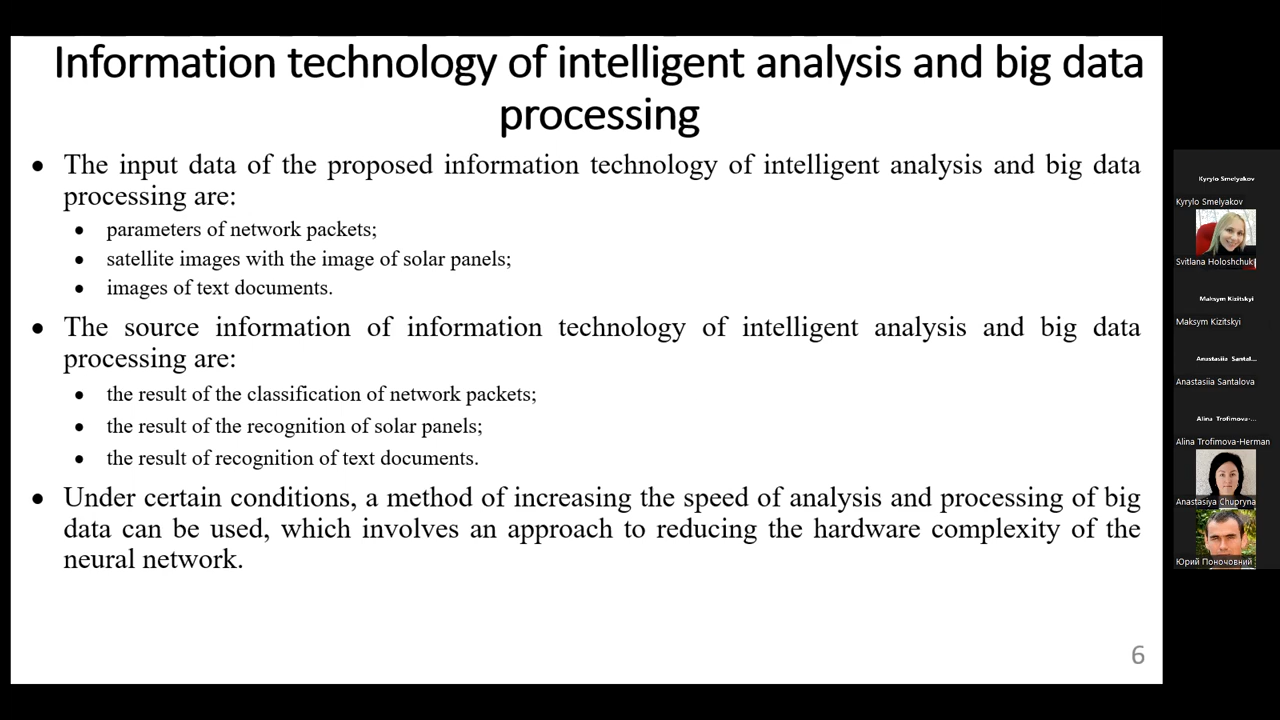 Information technology of intelligent analysis and big data
processing
• The input data of the proposed information technology of intelligent analysis and big data
processing are:
• parameters of network packets;
• satellite images with the image of solar panels;
• images of text documents.
• The source information of information technology of intelligent analysis and big data
processing are:
• the result of the classification of network packets;
• the result of the recognition of solar panels;
• the result of recognition of text documents.
• Under certain conditions, a method of increasing the speed of analysis and processing of big
data can be used, which involves an approach to reducing the hardware complexity of the
neural network.
6
Kyrylo Smelyakov
Kyrylo Smelyakov
Svitlana Holoshchuk
Maksym Kizitskyi
Maksym Kizitskyi
Anastasiia Santal...
Anastasiia Santalova
Alina Trofimova-...
Alina Trofimova-Herman
Anastasiya Chupryna
Юрий Поночовний